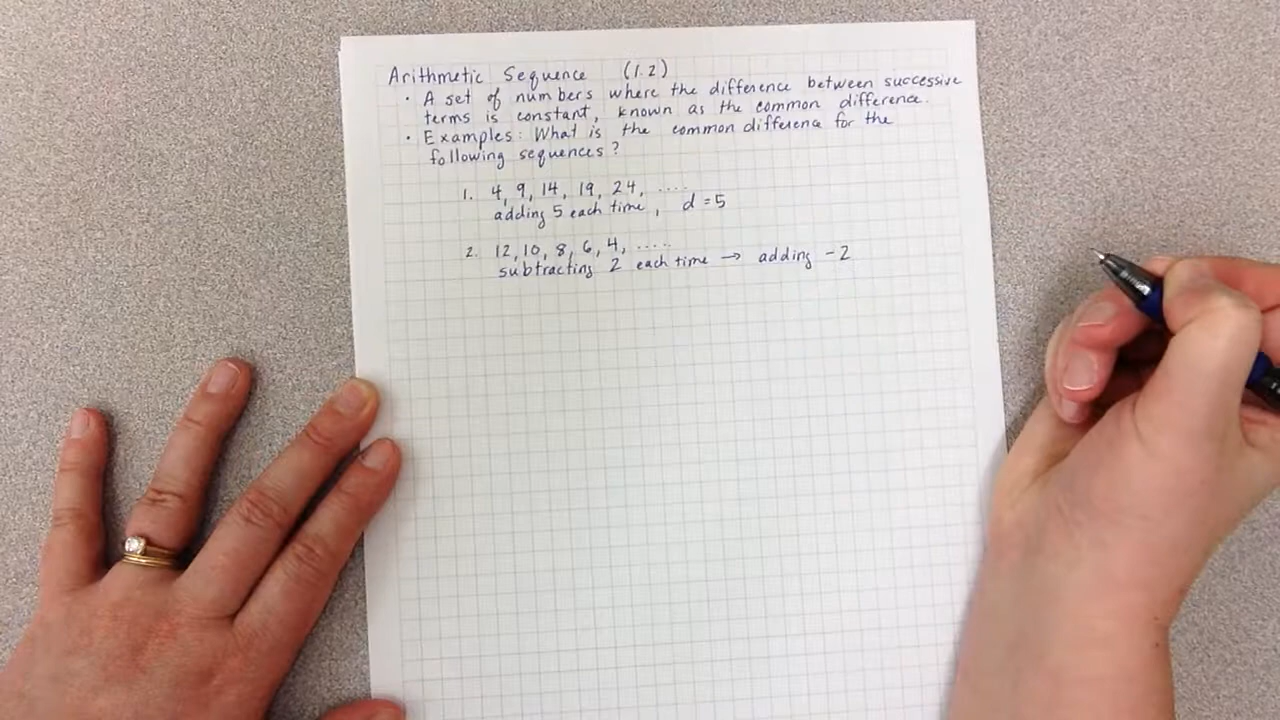 Arithmetic Sequence (1.2)
• A set of numbers where the difference between successive
terms is constant, known as the common difference.
• Examples: What is the common difference for the
following sequences?
1. 4, 9, 14, 19, 24, ....
adding 5 each time, d = 5
2. 12, 10, 8, 6, 4, .....
subtracting 2 each time → adding -2